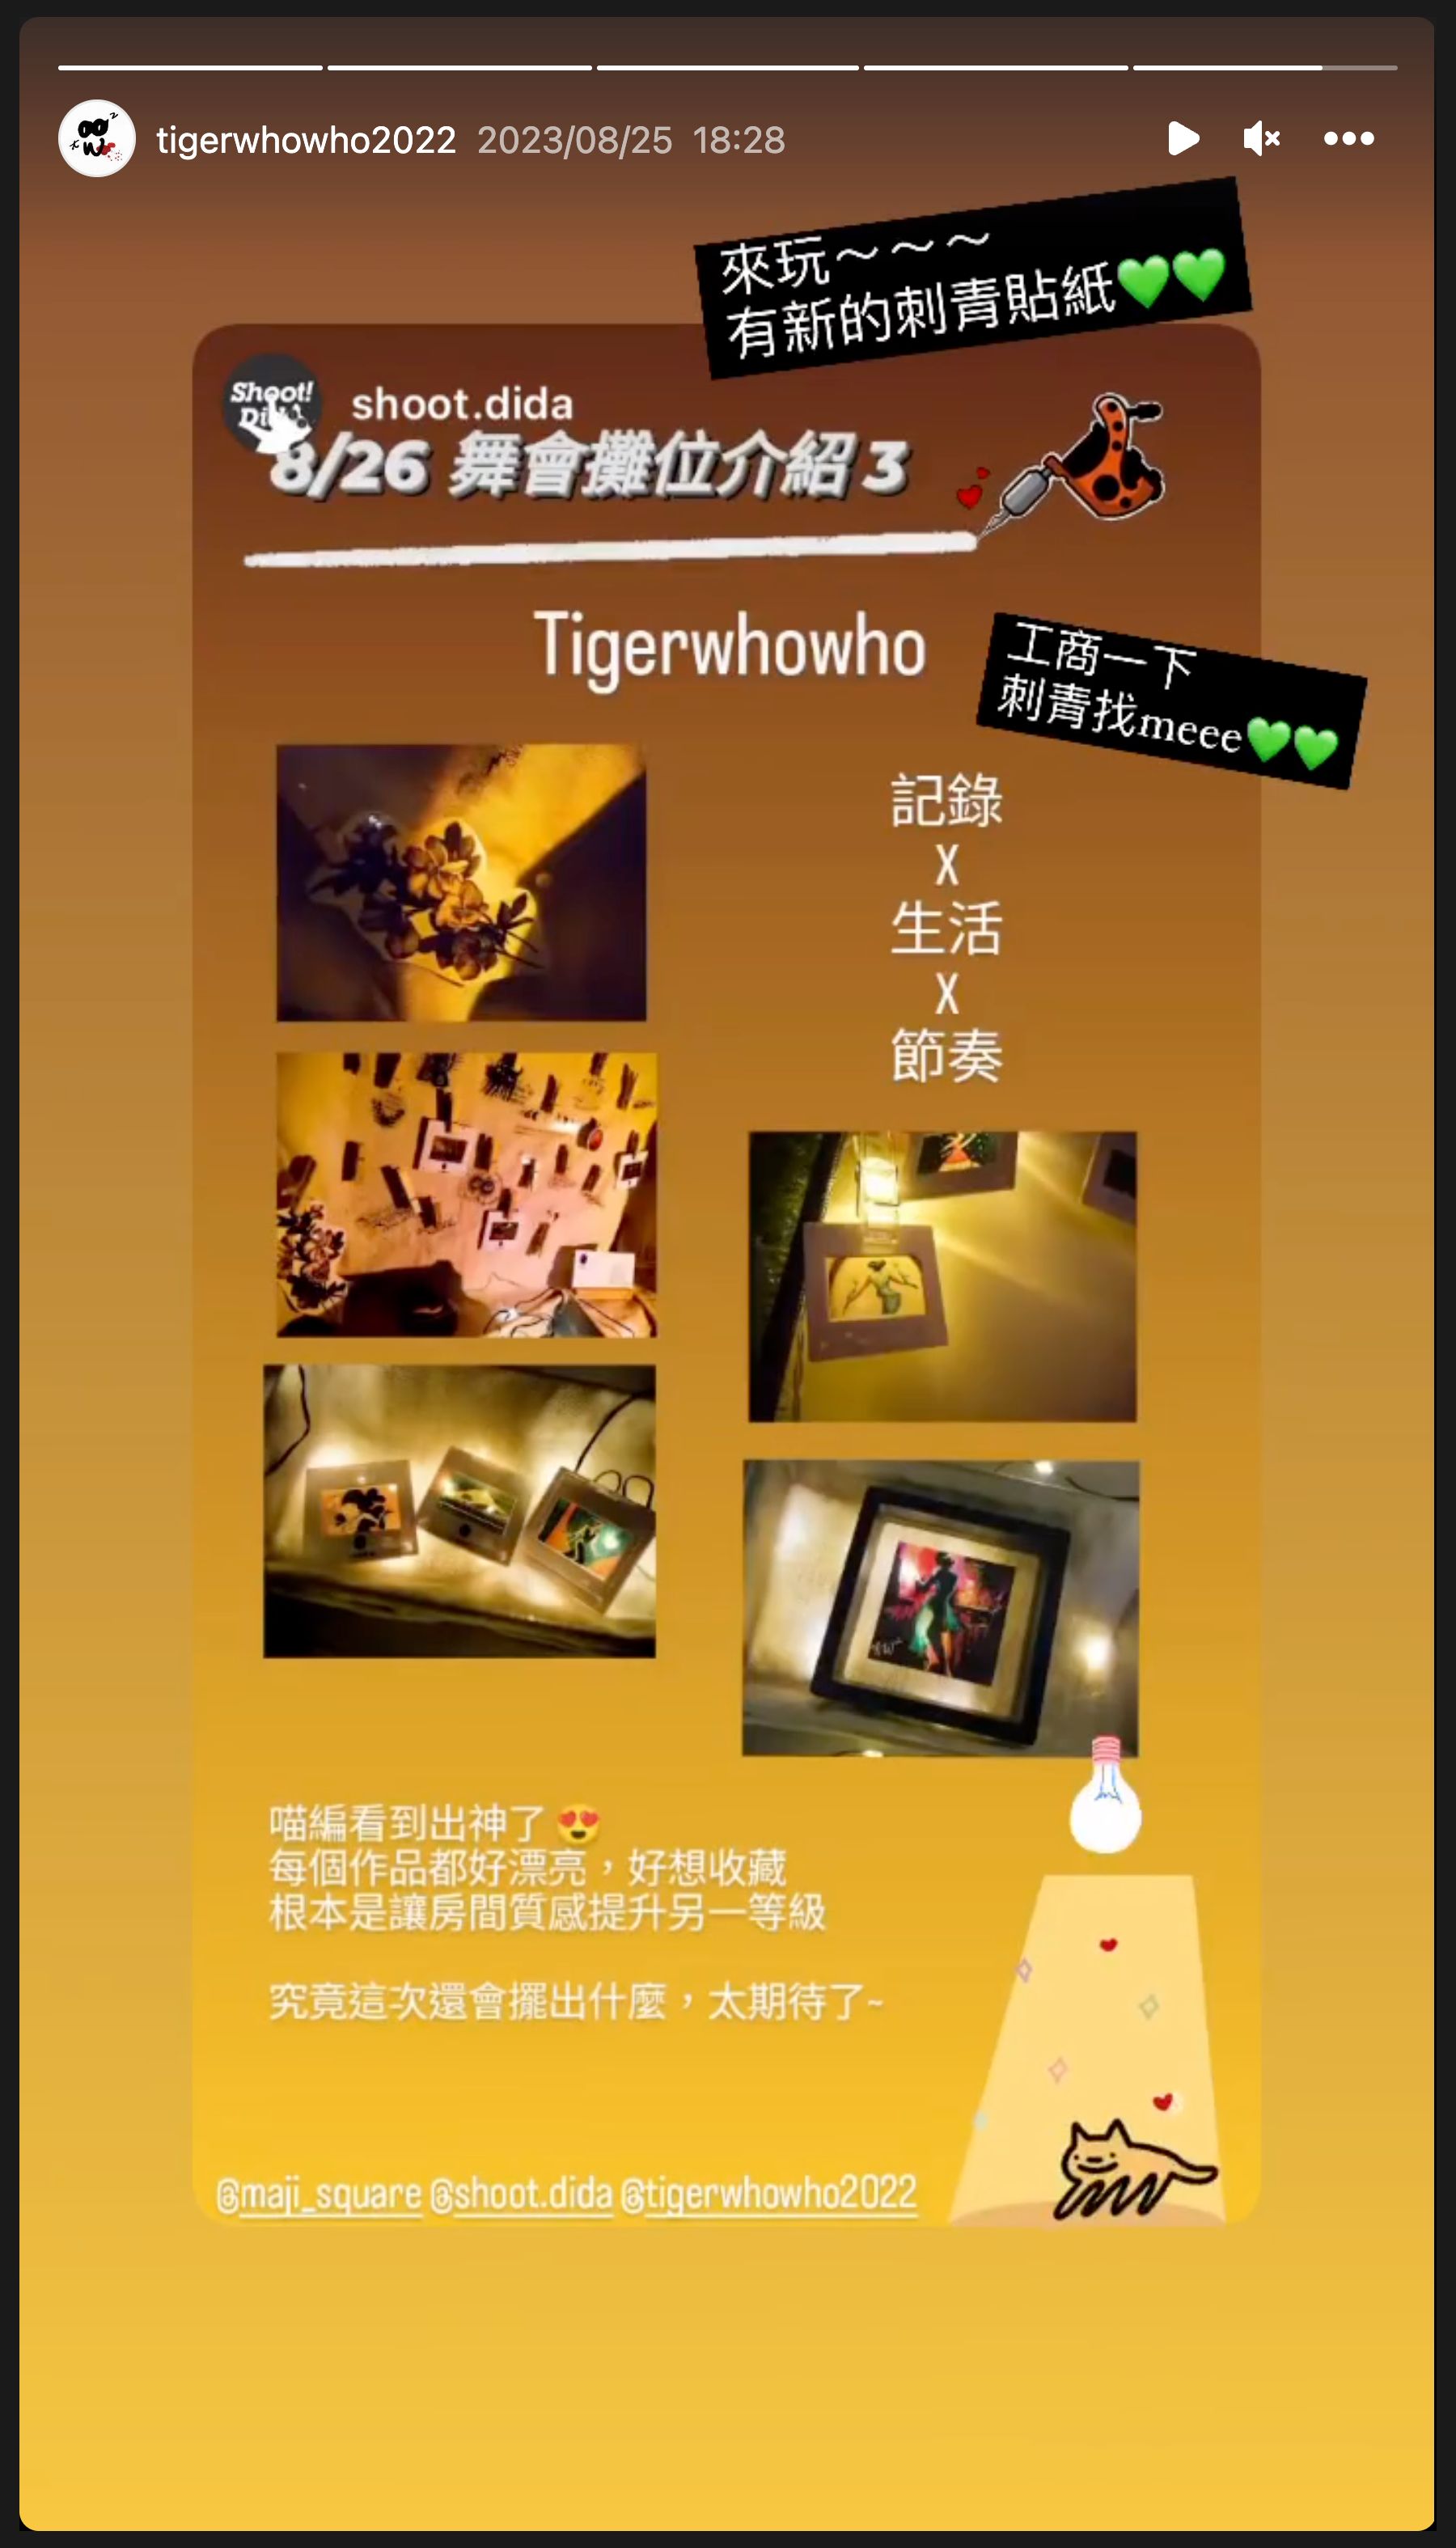 tigerwhowho2022 2023/08/25 18:28
來玩～～～
有新的刺青貼紙💚💚
Shoot!
shoot.dida
8/26 舞會攤位介紹 3
Tigerwhowho
工商一下
刺青找meee💚💚
記錄
X
生活
X
節奏
喵編看到出神了 😍
每個作品都好漂亮，好想收藏
根本是讓房間質感提升另一等級
究竟這次還會擺出什麼，太期待了~
@maji_square @shoot.dida @tigerwhowho2022